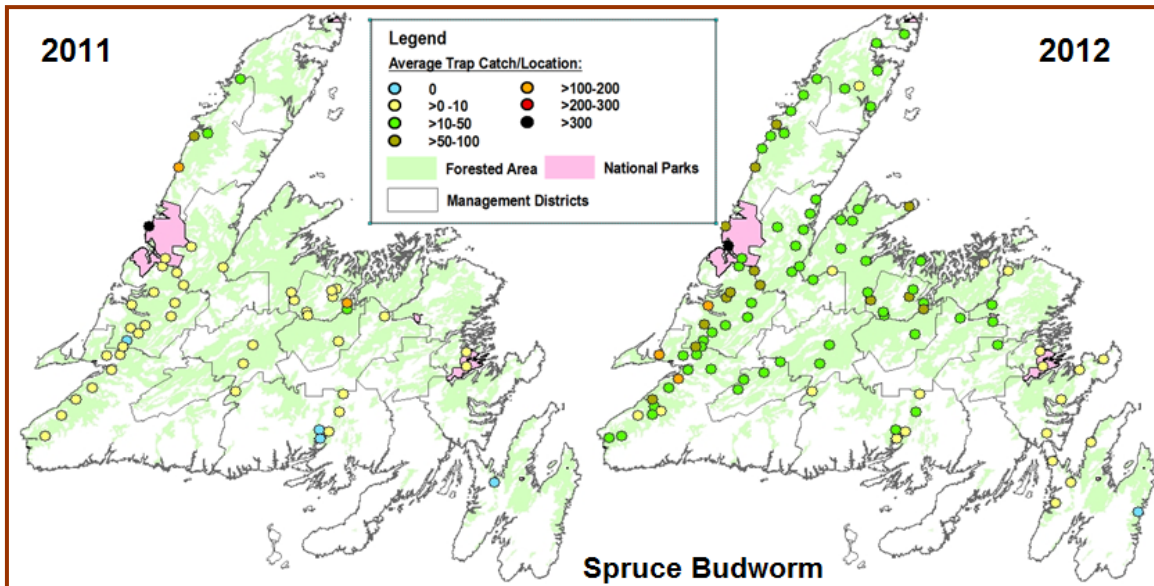 2011
2012
Legend
Average Trap Catch/Location:
0
>0 -10
>10-50
>50-100
>100-200
>200-300
>300
Forested Area
National Parks
Management Districts
Spruce Budworm